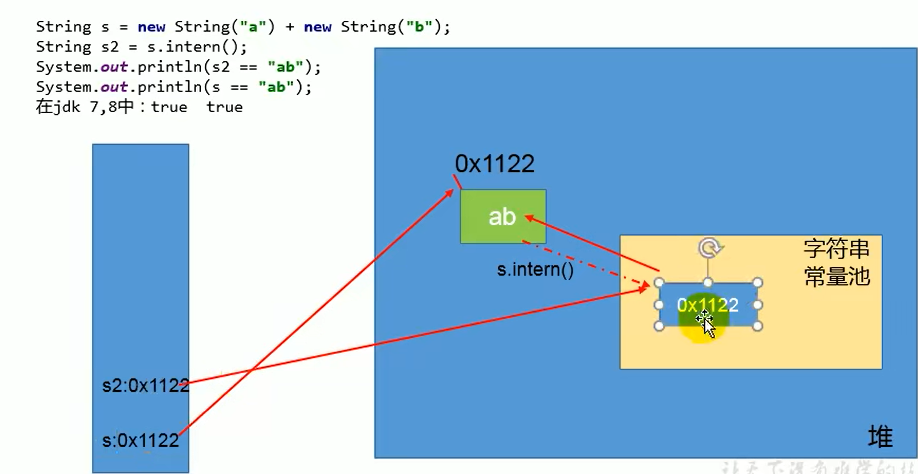 String s = new String("a") + new String("b");
String s2 = s.intern();
System.out.println(s2 == "ab");
System.out.println(s == "ab");
在jdk 7,8中：true  true
0x1122
ab
字符串
常量池
s.intern()
0x1122
s2:0x1122
s:0x1122
堆